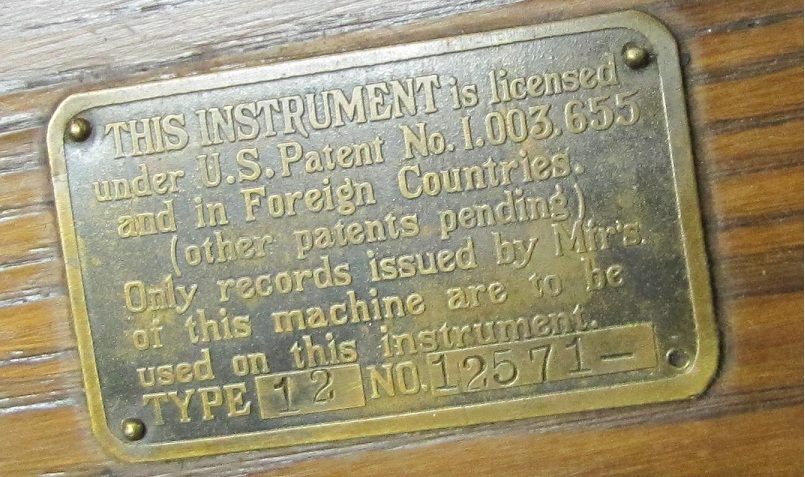 THIS INSTRUMENT is licensed
under U.S. Patent No. 1.003.655
and in Foreign Countries.
(other patents pending)
Only records issued by Mfr's.
of this machine are to be
used on this instrument.
TYPE 12 NO. 12571-